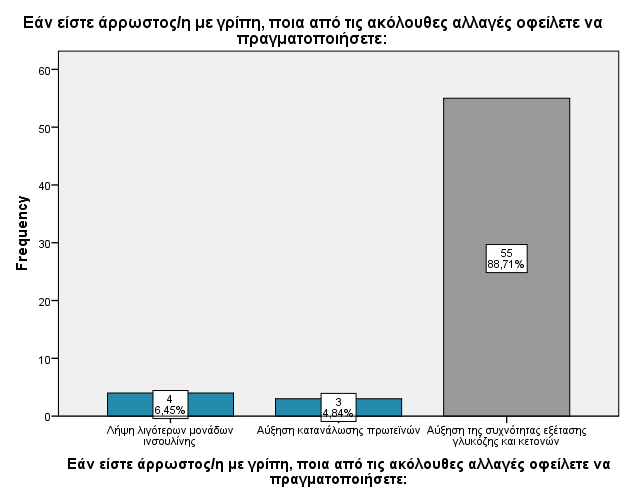 Εάν είστε άρρωστος/η με γρίπη, ποια από τις ακόλουθες αλλαγές οφείλετε να
πραγματοποιήσετε:
60
50
40
30
20
10
0
Frequency
4
6,45%
3
4,84%
55
88,71%
Λήψη λιγότερων μονάδων
ινσουλίνης
Αύξηση κατανάλωσης πρωτεϊνών
Αύξηση της συχνότητας εξέτασης
γλυκόζης και κετονών
Εάν είστε άρρωστος/η με γρίπη, ποια από τις ακόλουθες αλλαγές οφείλετε να
πραγματοποιήσετε: